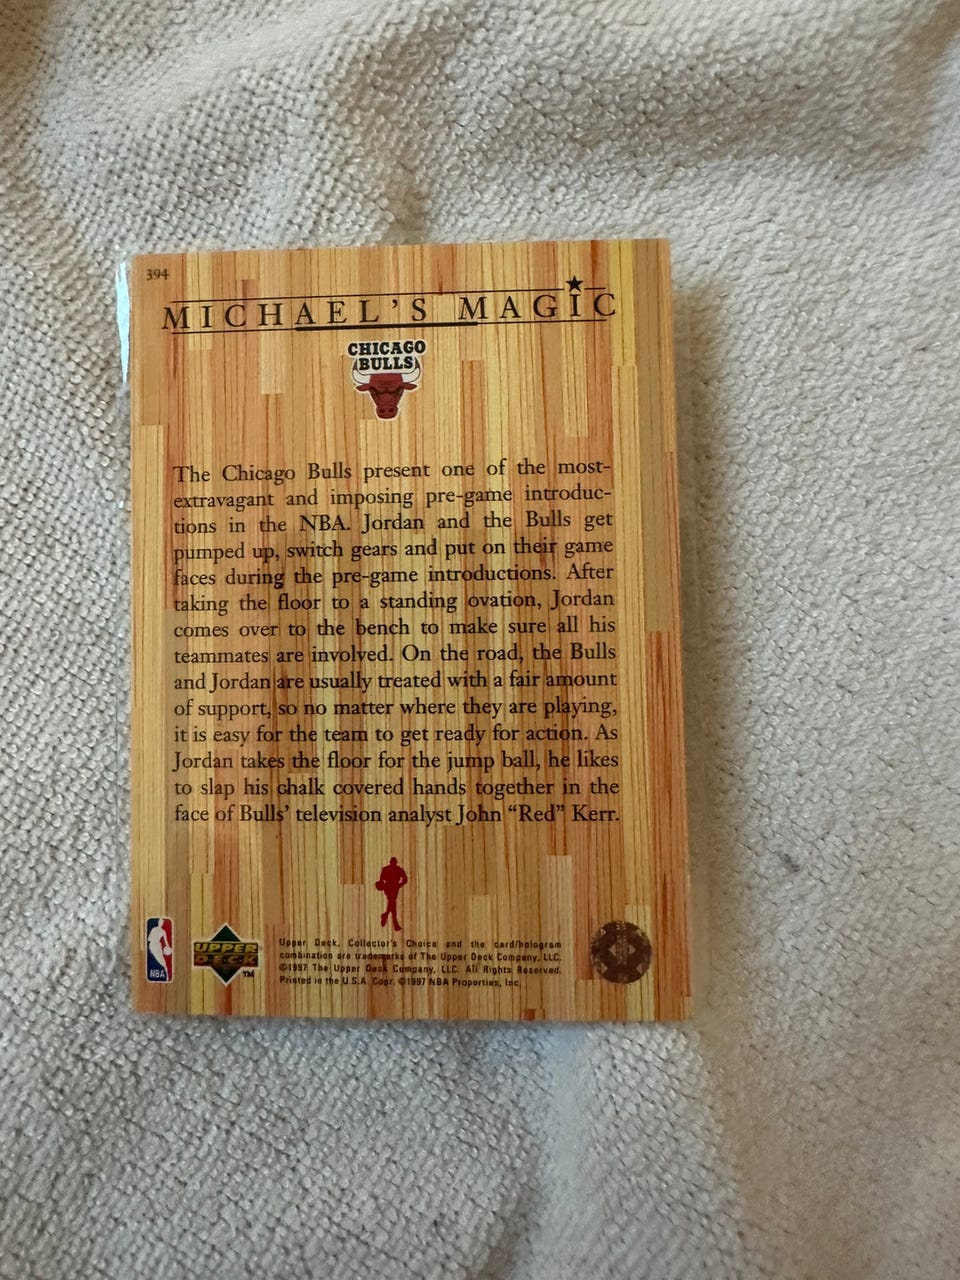 394
MICHAEL'S MAGIC
CHICAGO
BULLS
The Chicago Bulls present one of the most-
extravagant and imposing pre-game introduc-
tions in the NBA. Jordan and the Bulls get
pumped up, switch gears and put on their game
faces during the pre-game introductions. After
taking the floor to a standing ovation, Jordan
comes over to the bench to make sure all his
teammates are involved. On the road, the Bulls
and Jordan are usually treated with a fair amount
of support, so no matter where they are playing,
it is easy for the team to get ready for action. As
Jordan takes the floor for the jump ball, he likes
to slap his chalk covered hands together in the
face of Bulls' television analyst John “Red” Kerr.
NBA
UPPER
DECK
TM
Upper Deck, Collector's Choice and the card/hologram
combination are trademarks of The Upper Deck Company, LLC.
©1997 The Upper Deck Company, LLC. All Rights Reserved.
Printed in the U.S.A. Copr. ©1997 NBA Properties, Inc.